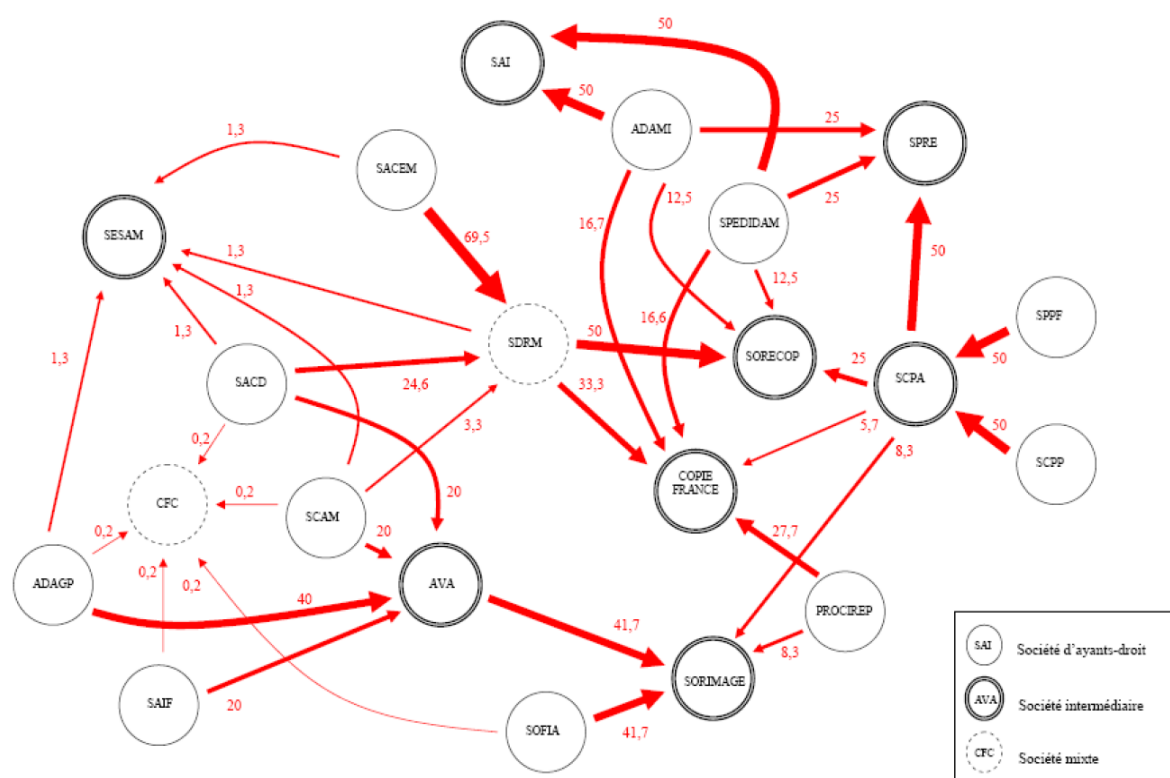 50
SAI
50
ADAMI
25
SPRE
1,3
SACEM
12,5
SPEDIDAM
25
16,7
SESAM
69,5
1,3
50
12,5
1,3
16,6
SPPF
1,3
SDRM
50
SORECOP
50
1,3
SACD
25
SCPA
24,6
33,3
3,3
5,7
50
0,2
8,3
COPIE
FRANCE
SCPP
CFC
0,2
SCAM
20
20
27,7
0,2
ADAGP
0,2
0,2
AVA
40
PROCIREP
41,7
8,3
SORIMAGE
SAIF
20
SOFIA
41,7
SAI
Société d'ayants-droit
AVA
Société intermédiaire
CFC
Société mixte